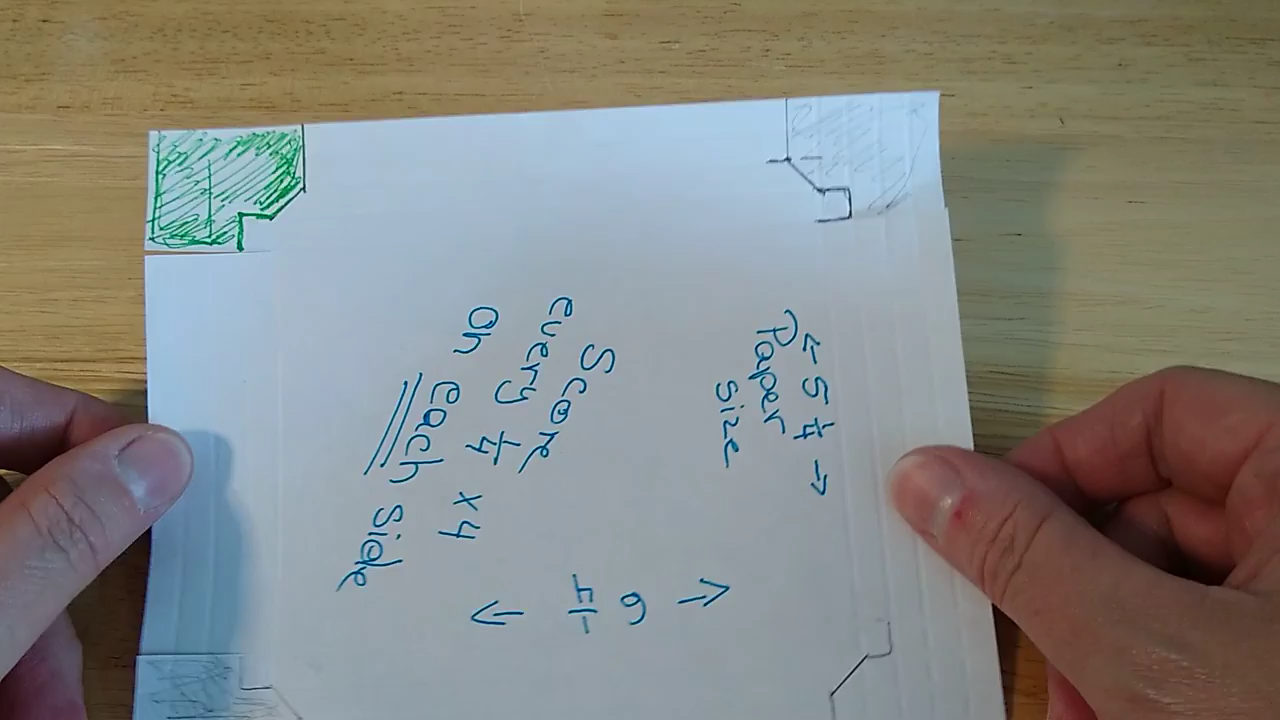 ← 5 1/4 →
Paper
Size
Score
every 1/4 x4
On each Side
← 6 1/4 →